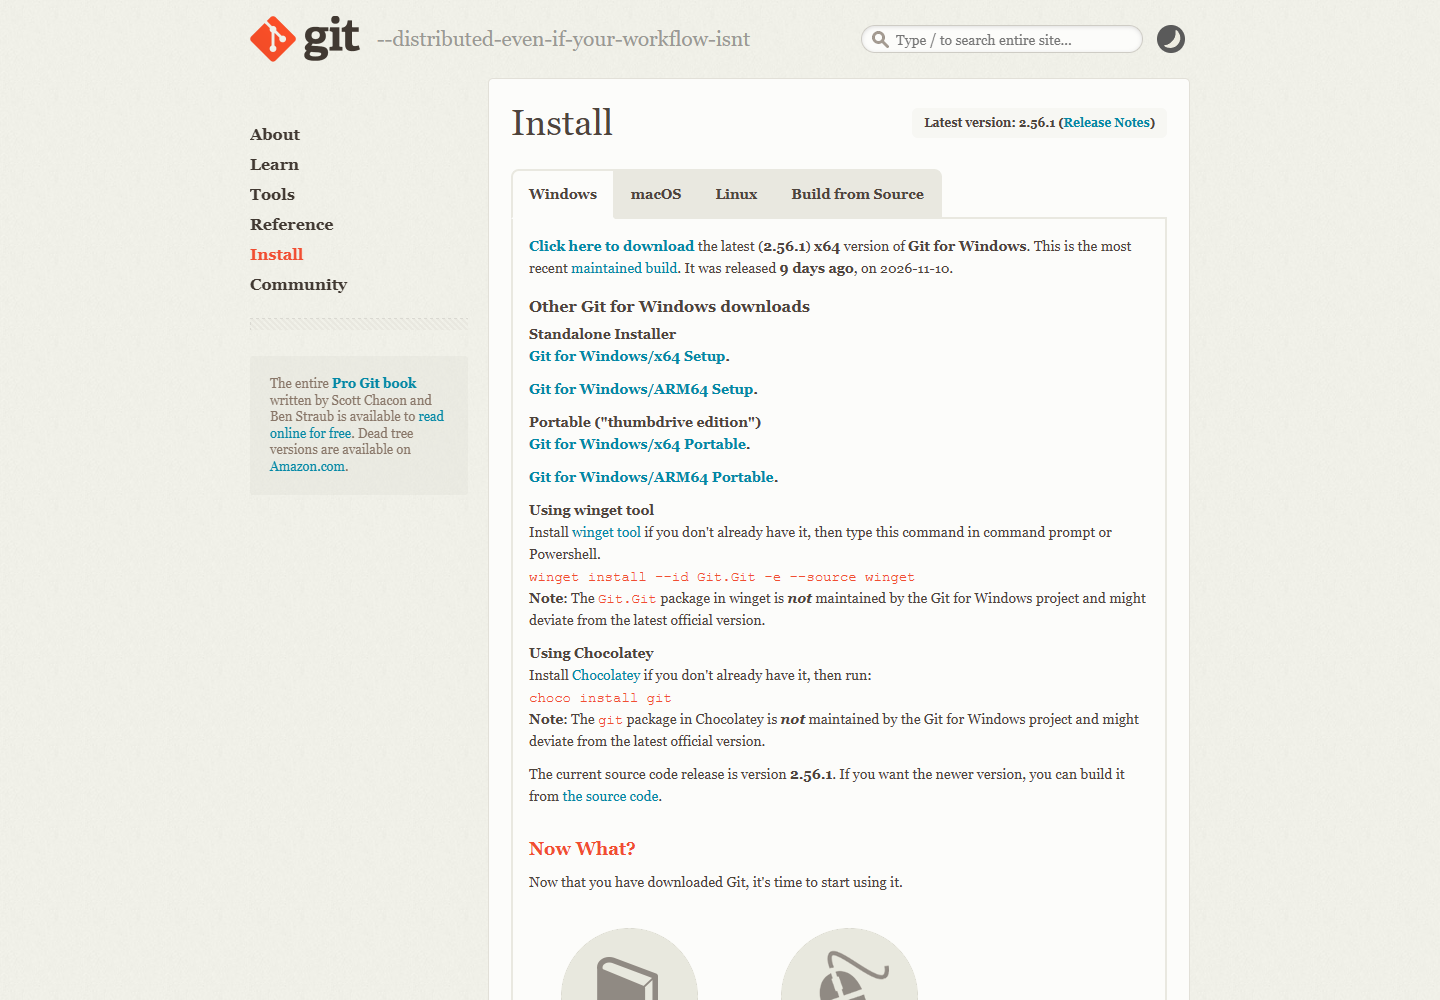 git --distributed-even-if-your-workflow-isnt
Type / to search entire site...
About
Learn
Tools
Reference
Install
Community
The entire Pro Git book
written by Scott Chacon and
Ben Straub is available to read
online for free. Dead tree
versions are available on
Amazon.com.
Install
Latest version: 2.56.1 (Release Notes)
Windows
macOS
Linux
Build from Source
Click here to download the latest (2.56.1) x64 version of Git for Windows. This is the most
recent maintained build. It was released 9 days ago, on 2026-11-10.
Other Git for Windows downloads
Standalone Installer
Git for Windows/x64 Setup.
Git for Windows/ARM64 Setup.
Portable ("thumbdrive edition")
Git for Windows/x64 Portable.
Git for Windows/ARM64 Portable.
Using winget tool
Install winget tool if you don't already have it, then type this command in command prompt or
Powershell.
winget install --id Git.Git -e --source winget
Note: The Git.Git package in winget is not maintained by the Git for Windows project and might
deviate from the latest official version.
Using Chocolatey
Install Chocolatey if you don't already have it, then run:
choco install git
Note: The git package in Chocolatey is not maintained by the Git for Windows project and might
deviate from the latest official version.
The current source code release is version 2.56.1. If you want the newer version, you can build it
from the source code.
Now What?
Now that you have downloaded Git, it's time to start using it.